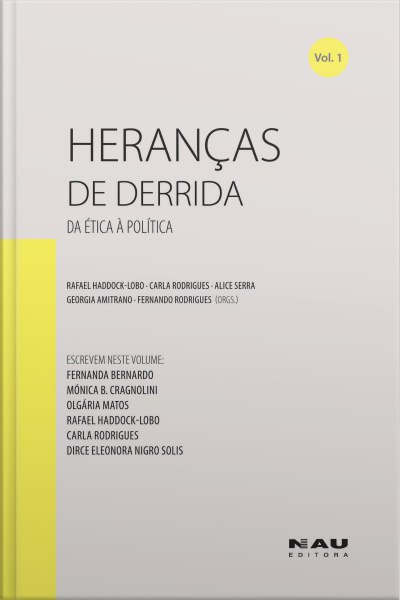 Vol. 1
HERANÇAS
DE DERRIDA
DA ÉTICA À POLÍTICA
RAFAEL HADDOCK-LOBO · CARLA RODRIGUES · ALICE SERRA
GEORGIA AMITRANO · FERNANDO RODRIGUES (ORGS.)
ESCREVEM NESTE VOLUME:
FERNANDA BERNARDO
MÓNICA B. CRAGNOLINI
OLGÁRIA MATOS
RAFAEL HADDOCK-LOBO
CARLA RODRIGUES
DIRCE ELEONORA NIGRO SOLIS
NAU
EDITORA